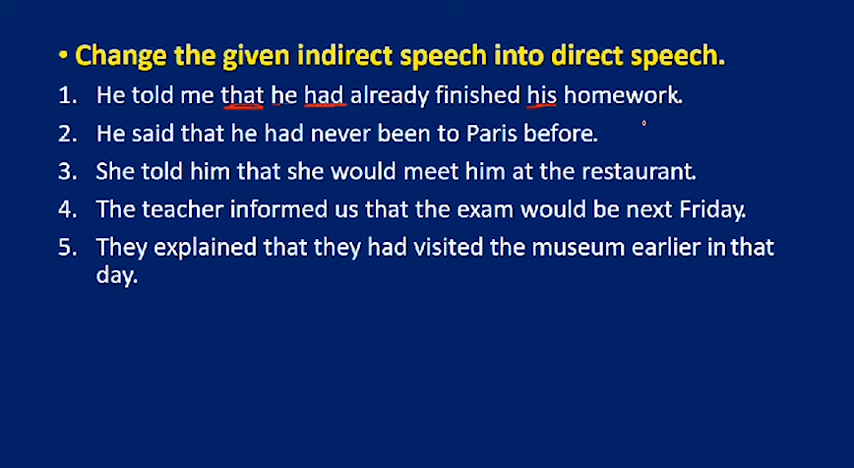 • Change the given indirect speech into direct speech.
1. He told me that he had already finished his homework.
2. He said that he had never been to Paris before.
3. She told him that she would meet him at the restaurant.
4. The teacher informed us that the exam would be next Friday.
5. They explained that they had visited the museum earlier in that
day.